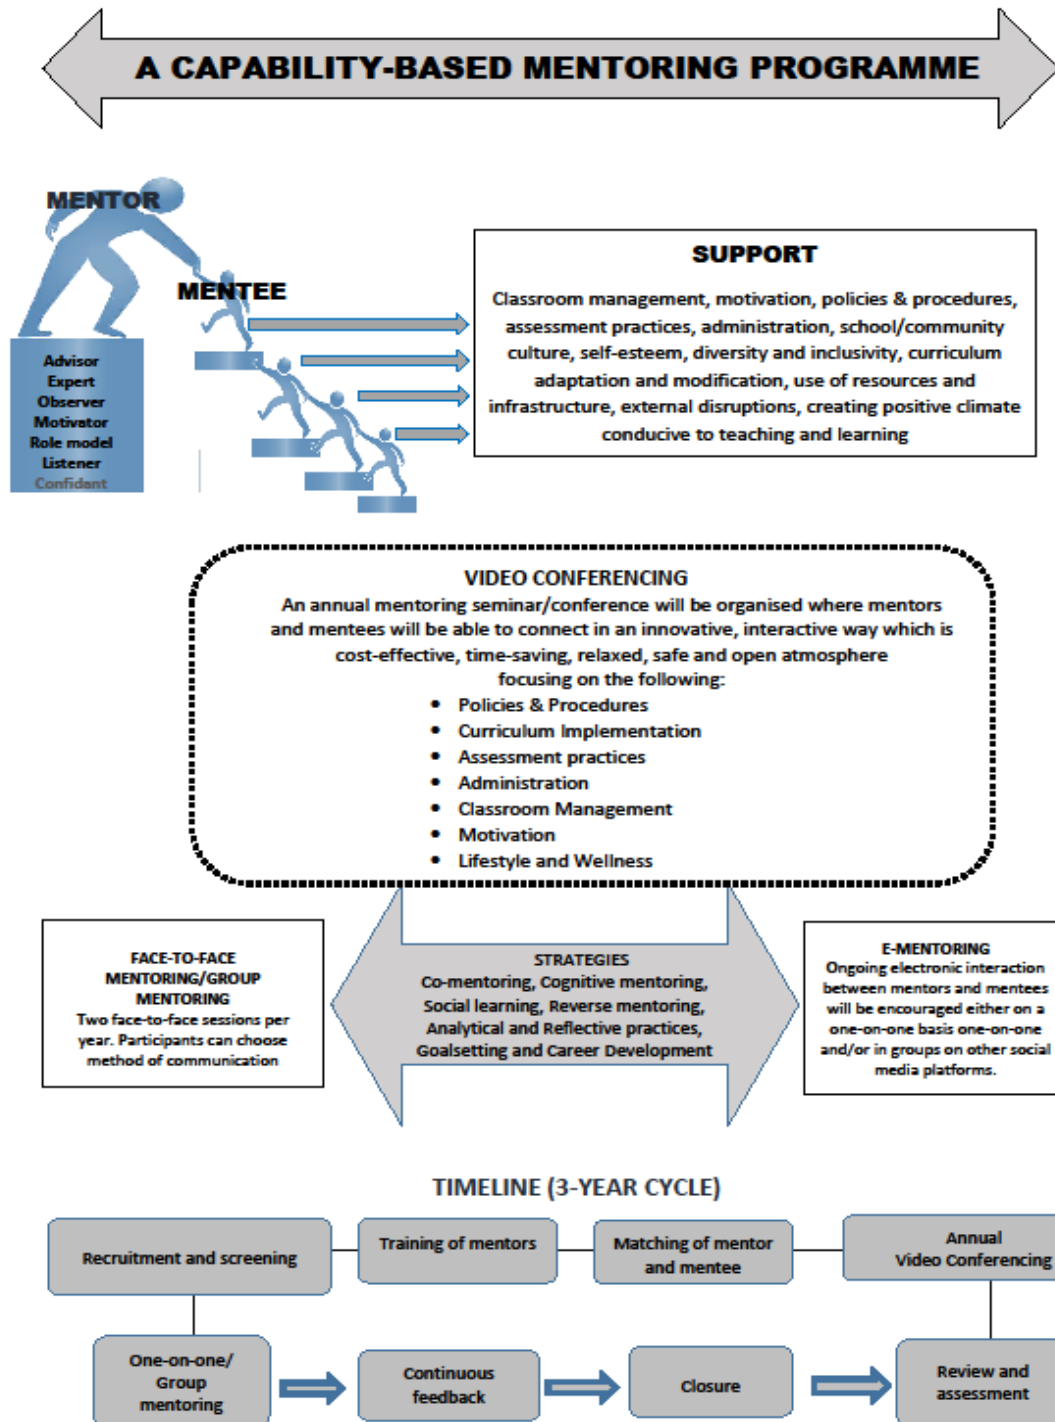 A CAPABILITY-BASED MENTORING PROGRAMME
MENTOR
MENTEE
Advisor
Expert
Observer
Motivator
Role model
Listener
Confidant
SUPPORT
Classroom management, motivation, policies & procedures,
assessment practices, administration, school/community
culture, self-esteem, diversity and inclusivity, curriculum
adaptation and modification, use of resources and
infrastructure, external disruptions, creating positive climate
conducive to teaching and learning
VIDEO CONFERENCING
An annual mentoring seminar/conference will be organised where mentors
and mentees will be able to connect in an innovative, interactive way which is
cost-effective, time-saving, relaxed, safe and open atmosphere
focusing on the following:
• Policies & Procedures
• Curriculum Implementation
• Assessment practices
• Administration
• Classroom Management
• Motivation
• Lifestyle and Wellness
FACE-TO-FACE
MENTORING/GROUP
MENTORING
Two face-to-face sessions per
year. Participants can choose
method of communication
STRATEGIES
Co-mentoring, Cognitive mentoring,
Social learning, Reverse mentoring,
Analytical and Reflective practices,
Goalsetting and Career Development
E-MENTORING
Ongoing electronic interaction
between mentors and mentees
will be encouraged either on a
one-on-one basis one-on-one
and/or in groups on other social
media platforms.
TIMELINE (3-YEAR CYCLE)
Recruitment and screening
Training of mentors
Matching of mentor
and mentee
Annual
Video Conferencing
One-on-one/
Group
mentoring
Continuous
feedback
Closure
Review and
assessment